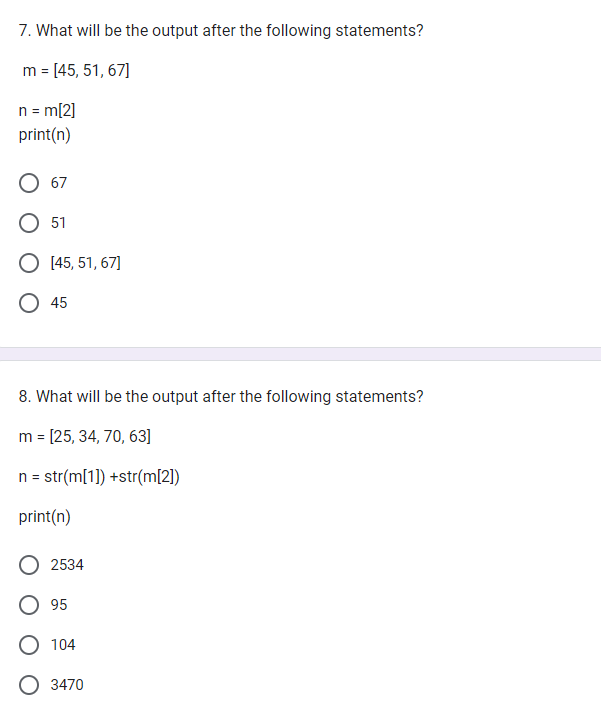 7. What will be the output after the following statements?
m = [45, 51, 67]
n = m[2]
print(n)
67
51
[45, 51, 67]
45
8. What will be the output after the following statements?
m = [25, 34, 70, 63]
n = str(m[1]) +str(m[2])
print(n)
2534
95
104
3470